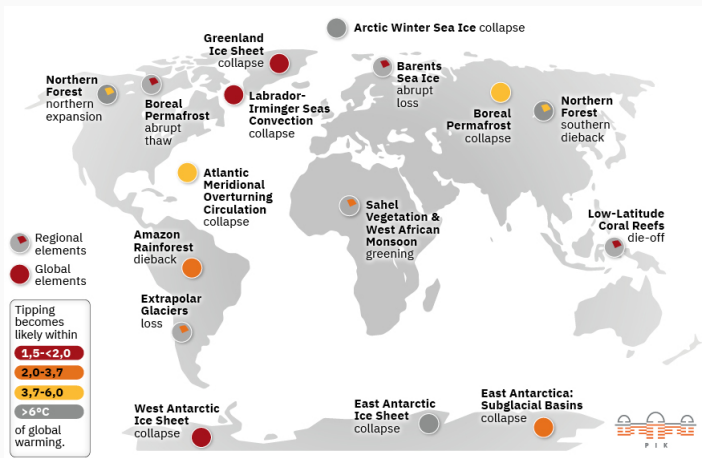 Arctic Winter Sea Ice collapse
Greenland
Ice Sheet
collapse
Barents
Sea Ice
abrupt
loss
Northern
Forest
northern
expansion
Boreal
Permafrost
abrupt
thaw
Labrador-
Irminger Seas
Convection
collapse
Boreal
Permafrost
collapse
Northern
Forest
southern
dieback
Atlantic
Meridional
Overturning
Circulation
collapse
Sahel
Vegetation &
West African
Monsoon
greening
Low-Latitude
Coral Reefs
die-off
Regional
elements
Global
elements
Amazon
Rainforest
dieback
Extrapolar
Glaciers
loss
Tipping
becomes
likely within
1,5-<2,0
2,0-3,7
3,7-6,0
>6°C
of global
warming.
West Antarctic
Ice Sheet
collapse
East Antarctic
Ice Sheet
collapse
East Antarctica:
Subglacial Basins
collapse
P I K